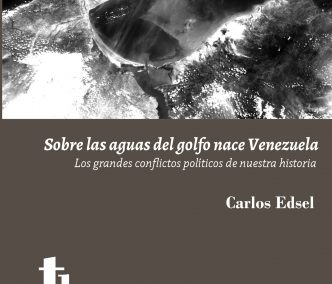 Sobre las aguas del golfo nace Venezuela
Los grandes conflictos políticos de nuestra historia
Carlos Edsel